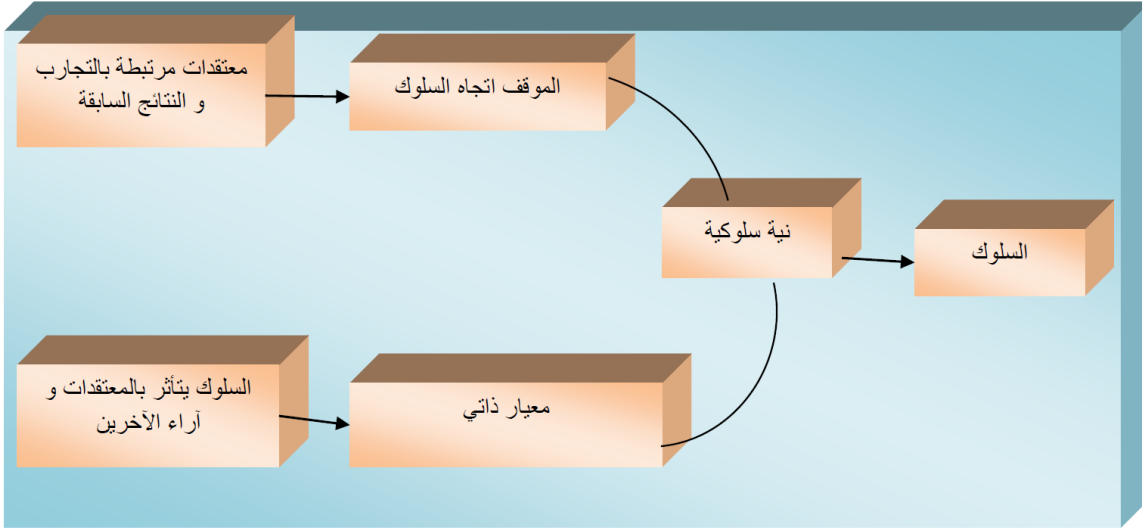 معتقدات مرتبطة بالتجارب
و النتائج السابقة
الموقف اتجاه السلوك
نية سلوكية
السلوك
السلوك يتأثر بالمعتقدات و
آراء الآخرين
معيار ذاتي